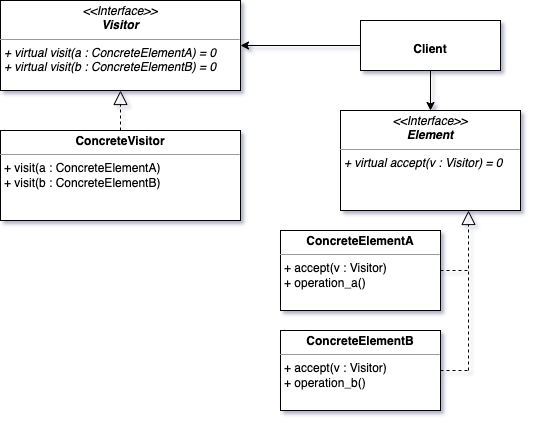 <<Interface>>
Visitor
+ virtual visit(a : ConcreteElementA) = 0
+ virtual visit(b : ConcreteElementB) = 0
Client
<<Interface>>
Element
+ virtual accept(v : Visitor) = 0
ConcreteVisitor
+ visit(a : ConcreteElementA)
+ visit(b : ConcreteElementB)
ConcreteElementA
+ accept(v : Visitor)
+ operation_a()
ConcreteElementB
+ accept(v : Visitor)
+ operation_b()